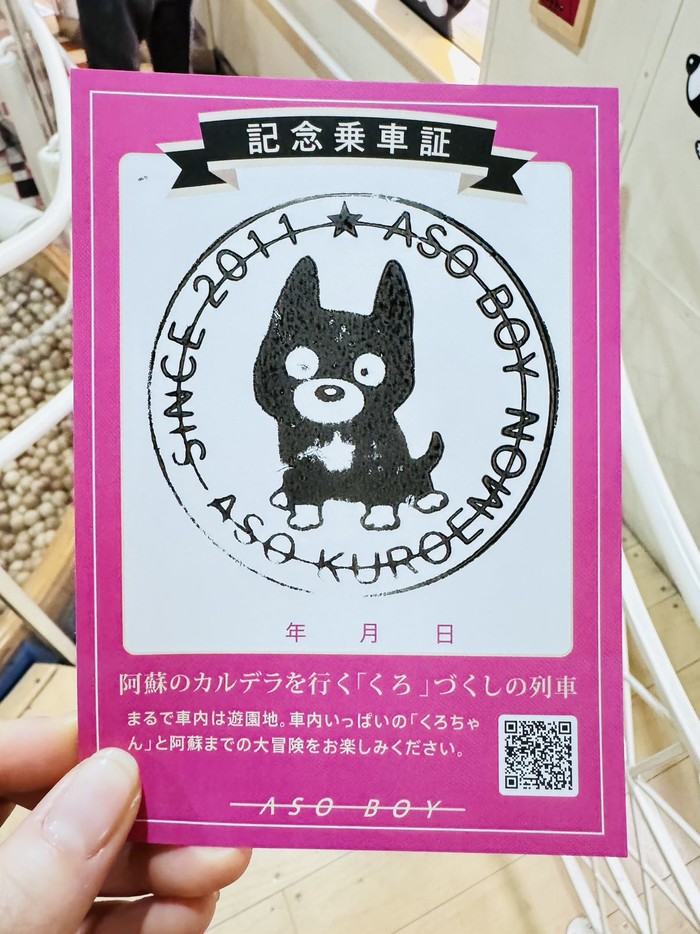 記念乗車証
SINCE 2011 ★ ASO BOY NOMON
ASO KUROEMON
年 月 日
阿蘇のカルデラを行く「くろ」づくしの列車
まるで車内は遊園地。車内いっぱいの「くろちゃ
ん」と阿蘇までの大冒険をお楽しみください。
ASO BOY